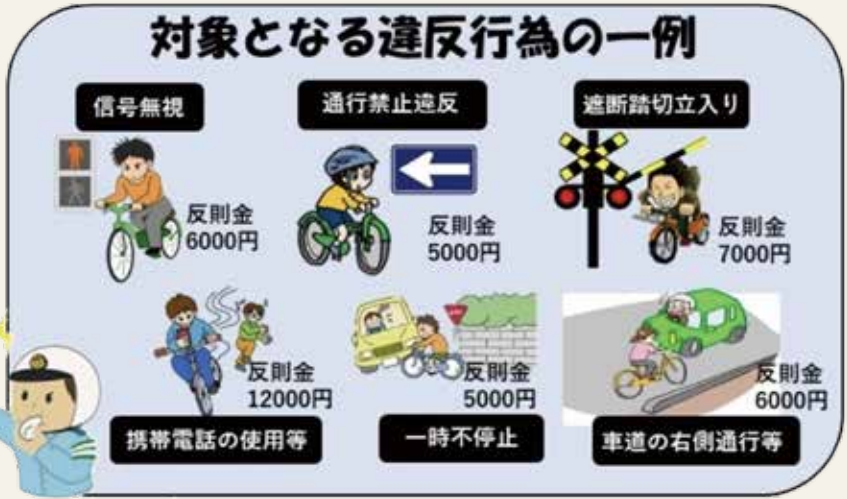 対象となる違反行為の一例
信号無視
通行禁止違反
遮断踏切立入り
反則金
6000円
反則金
5000円
反則金
7000円
反則金
12000円
反則金
5000円
反則金
6000円
携帯電話の使用等
一時不停止
車道の右側通行等